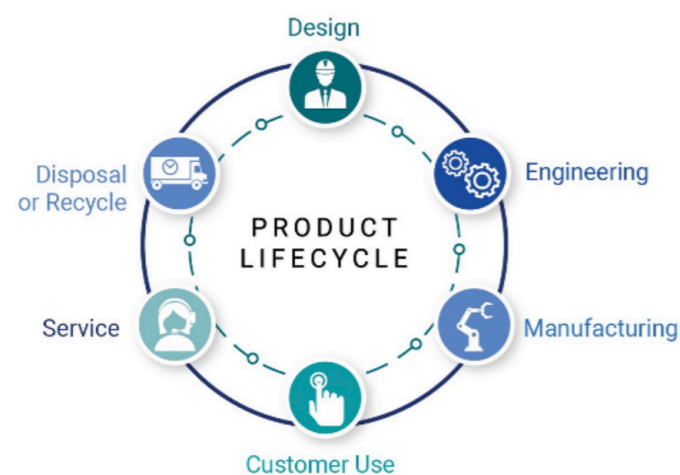 Design
Engineering
Manufacturing
Customer Use
Service
Disposal
or Recycle
PRODUCT
LIFECYCLE